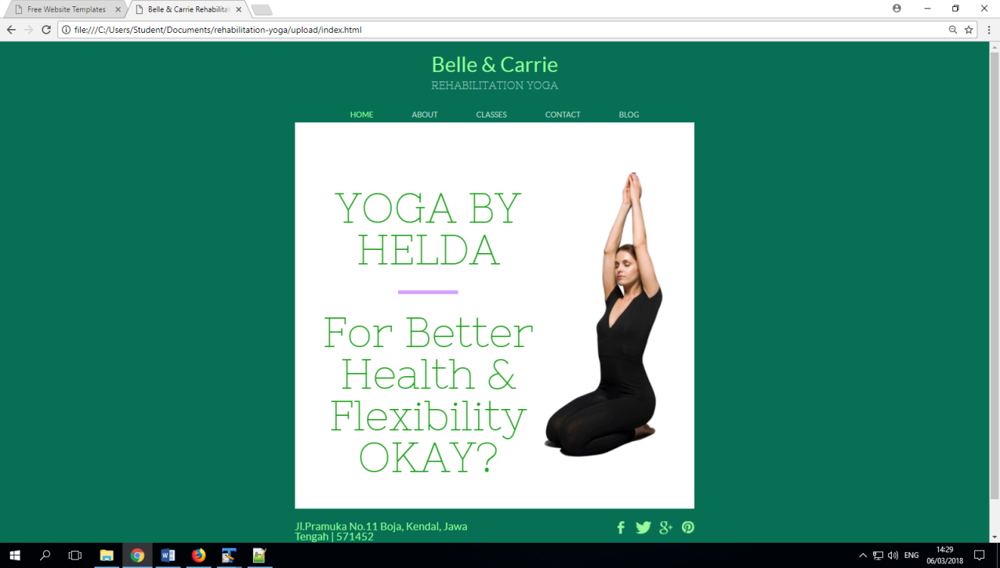 Free Website Templates
Belle & Carrie Rehabilitat
file:///C:/Users/Student/Documents/rehabilitation-yoga/upload/index.html
Belle & Carrie
REHABILITATION YOGA
HOME ABOUT CLASSES CONTACT BLOG
YOGA BY
HELDA
For Better
Health &
Flexibility
OKAY?
Jl.Pramuka No.11 Boja, Kendal, Jawa
Tengah | 571452
ENG
14:29
06/03/2018